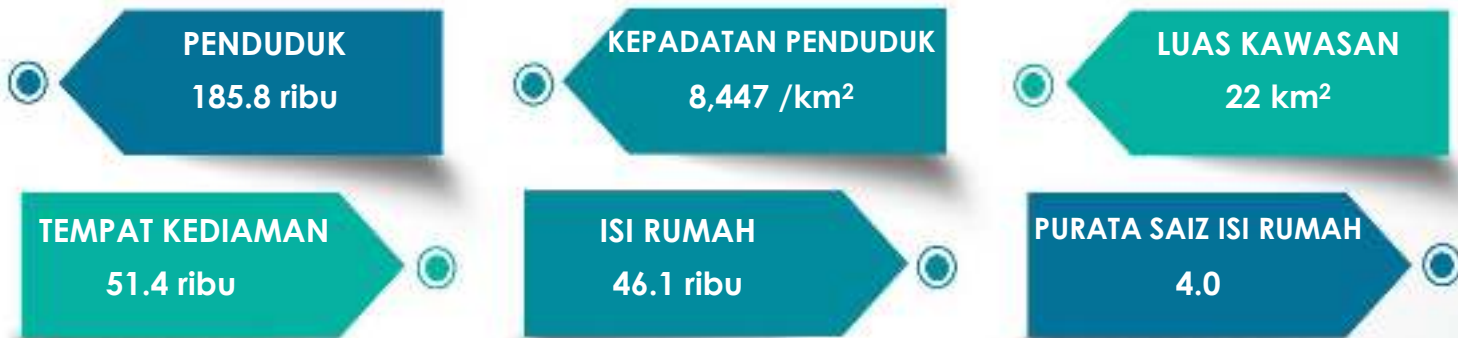 PENDUDUK
185.8 ribu
KEPADATAN PENDUDUK
8,447 /km²
LUAS KAWASAN
22 km²
TEMPAT KEDIAMAN
51.4 ribu
ISI RUMAH
46.1 ribu
PURATA SAIZ ISI RUMAH
4.0